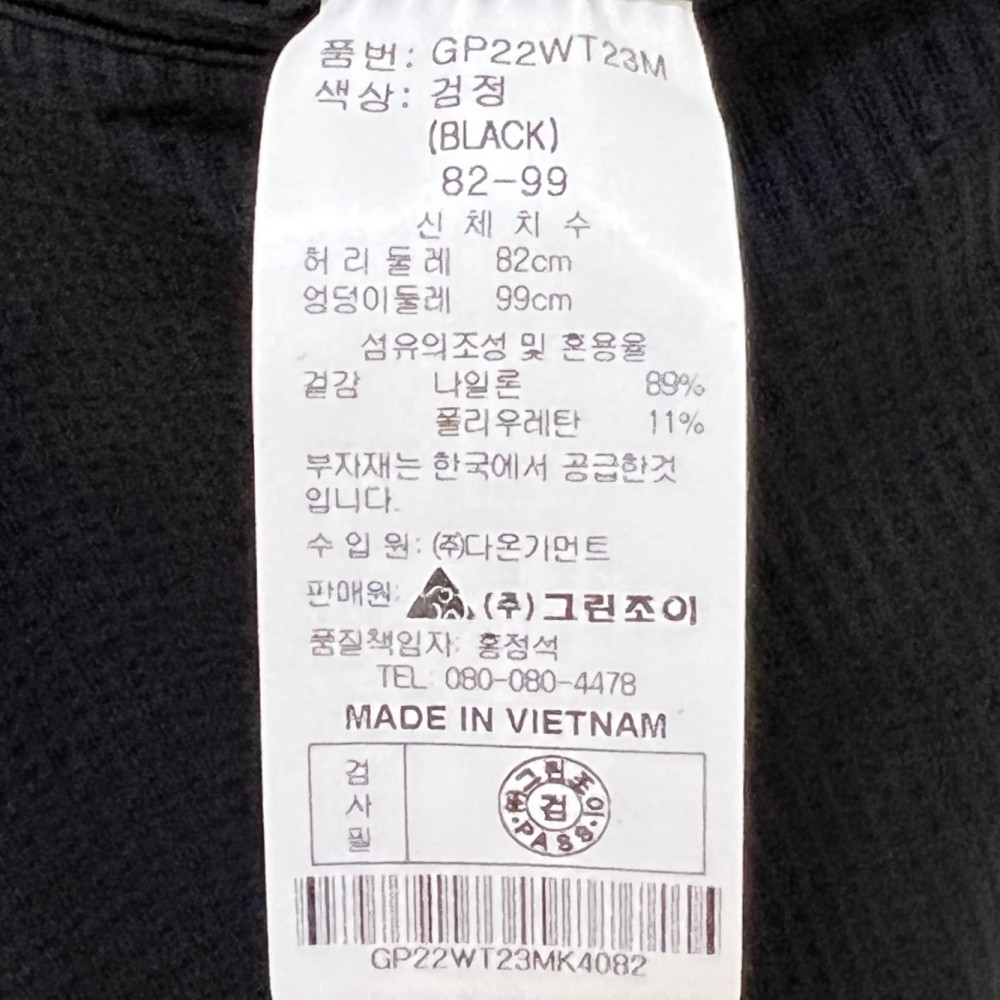 품번: GP22WT23M
색상: 검정
(BLACK)
82-99
신 체 치 수
허 리 둘 레 82cm
엉덩이둘레 99cm
섬유의조성 및 혼용율
겉감 나일론 89%
폴리우레탄 11%
부자재는 한국에서 공급한것
입니다.
수 입 원: (주)다온가먼트
판매원: (주)그린조이
품질책임자: 홍정석
TEL: 080-080-4478
MADE IN VIETNAM
검
사
필
그린조이
검
PASS
GP22WT23MK4082